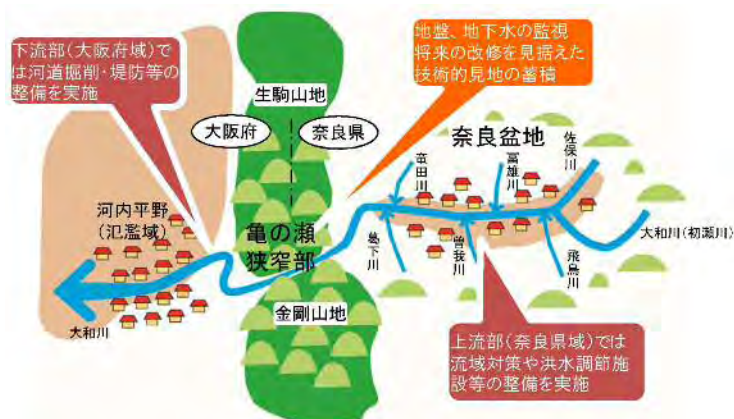 下流部(大阪府域)で
は河道掘削・堤防等の
整備を実施
地盤、地下水の監視
将来の改修を見据えた
技術的見地の蓄積
生駒山地
大阪府
奈良県
奈良盆地
佐保川
竜田川
富雄川
河内平野
(氾濫域)
亀の瀬
狭窄部
大和川(初瀬川)
葛下川
曽我川
飛鳥川
金剛山地
大和川
上流部(奈良県域)では
流域対策や洪水調節施
設等の整備を実施